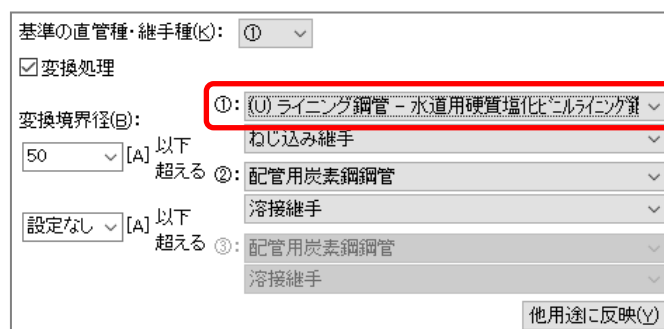 基準の直管種・継手種(K): ①
変換処理
変換境界径(B):
50 [A] 以下
超える
設定なし [A] 以下
超える
①: (U) ライニング鋼管 - 水道用硬質塩化ビニルライニング鋼
ねじ込み継手
②: 配管用炭素鋼鋼管
溶接継手
③: 配管用炭素鋼鋼管
溶接継手
他用途に反映(Y)